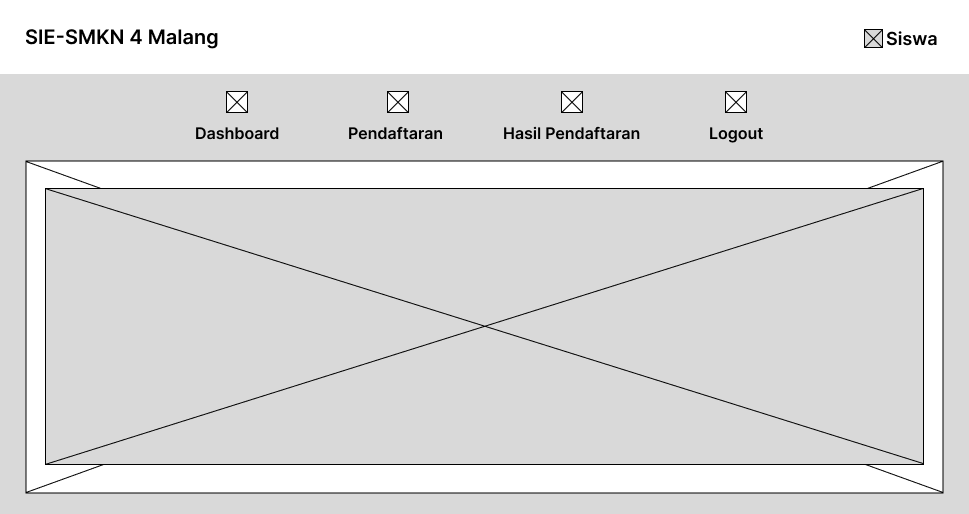 SIE-SMKN 4 Malang
Siswa
Dashboard
Pendaftaran
Hasil Pendaftaran
Logout